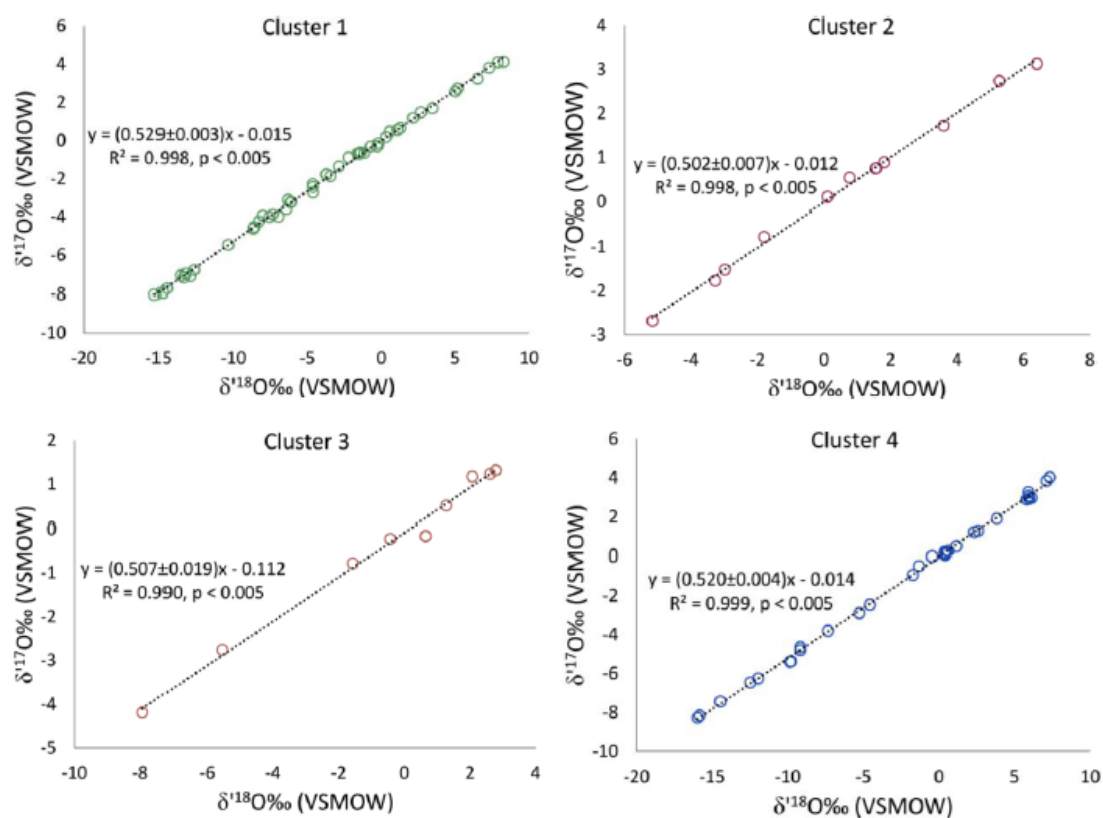 Cluster 1
6
4
2
0
-2
-4
-6
-8
-10
δ'¹⁷O‰ (VSMOW)
y = (0.529±0.003)x - 0.015
R² = 0.998, p < 0.005
-20 -15 -10 -5 0 5 10
δ'¹⁸O‰ (VSMOW)
Cluster 2
4
3
2
1
0
-1
-2
-3
δ'¹⁷O‰ (VSMOW)
y = (0.502±0.007)x - 0.012
R² = 0.998, p < 0.005
-6 -4 -2 0 2 4 6 8
δ'¹⁸O‰ (VSMOW)
Cluster 3
2
1
0
-1
-2
-3
-4
-5
δ'¹⁷O‰ (VSMOW)
y = (0.507±0.019)x - 0.112
R² = 0.990, p < 0.005
-10 -8 -6 -4 -2 0 2 4
δ'¹⁸O‰ (VSMOW)
Cluster 4
6
4
2
0
-2
-4
-6
-8
-10
δ'¹⁷O‰ (VSMOW)
y = (0.520±0.004)x - 0.014
R² = 0.999, p < 0.005
-20 -15 -10 -5 0 5 10
δ'¹⁸O‰ (VSMOW)